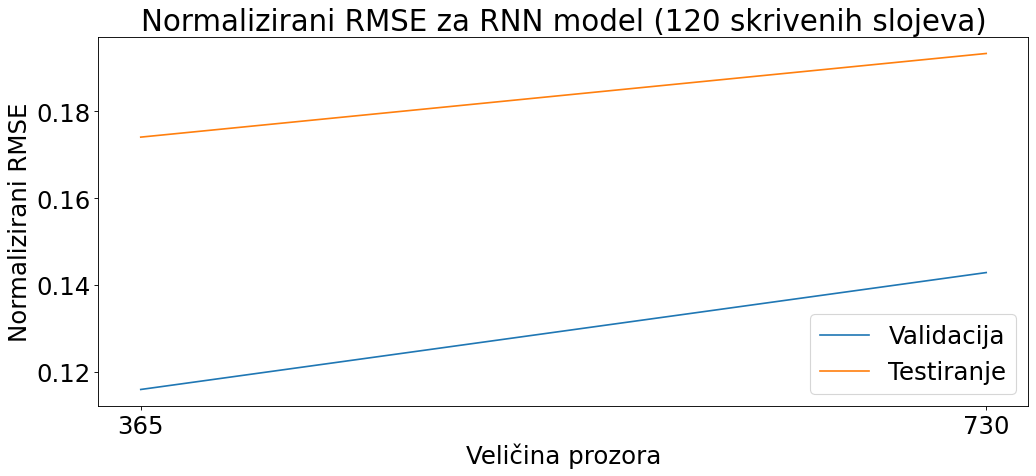 Normalizirani RMSE za RNN model (120 skrivenih slojeva)
Normalizirani RMSE
0.18
0.16
0.14
0.12
Validacija
Testiranje
365
730
Veličina prozora